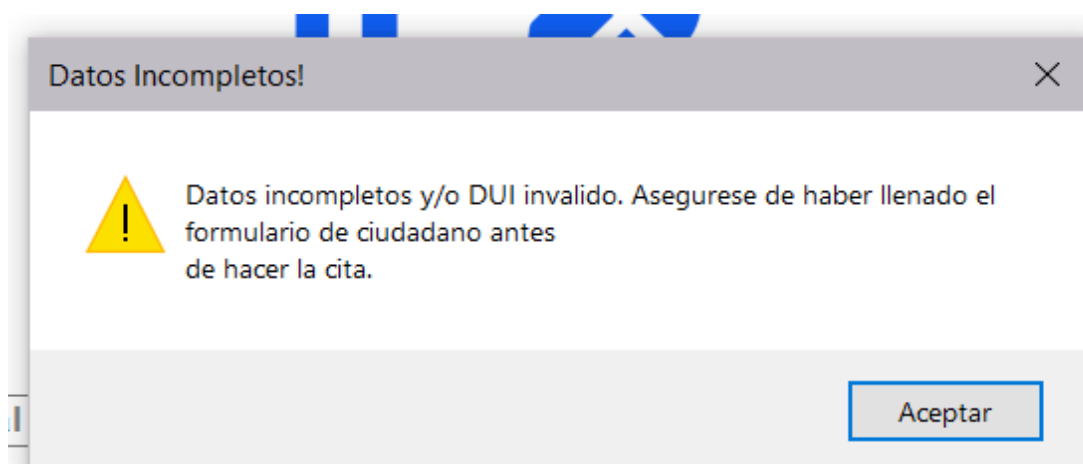 Datos Incompletos!
Datos incompletos y/o DUI invalido. Asegurese de haber llenado el
formulario de ciudadano antes
de hacer la cita.
Aceptar